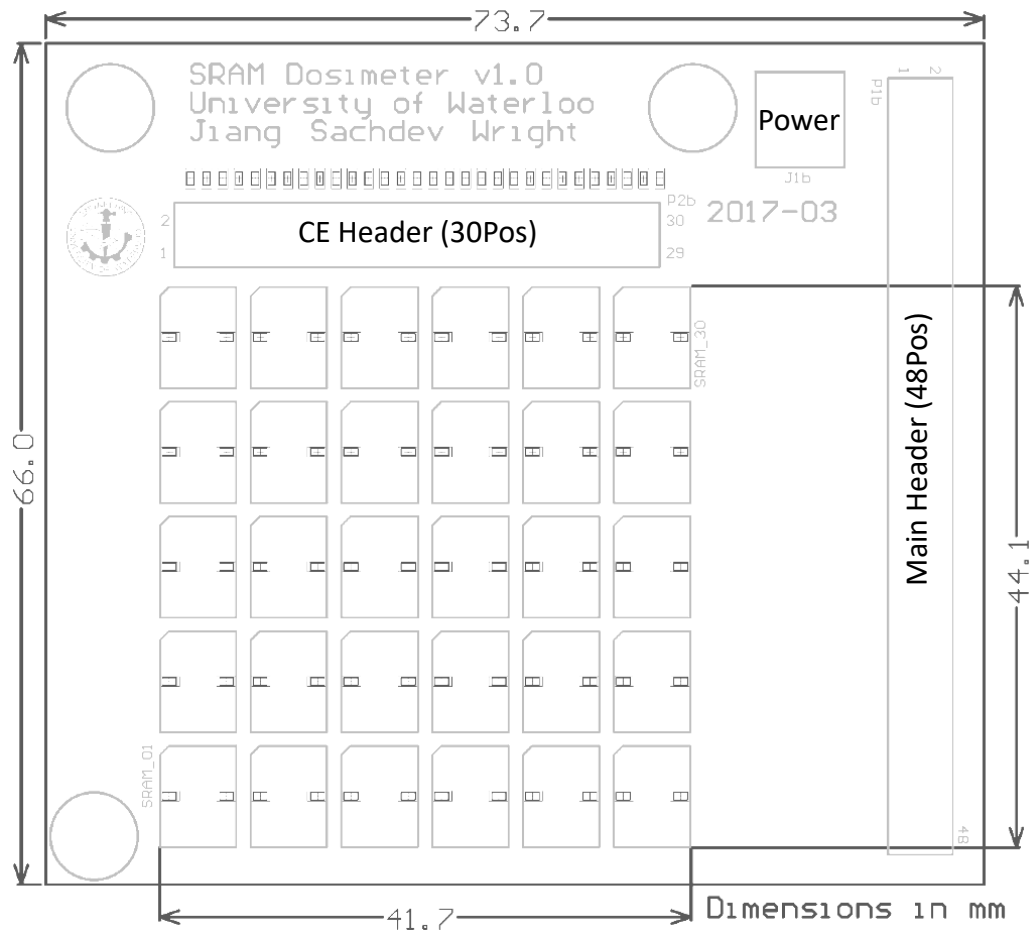 73.7
SRAM Dosimeter v1.0
University of Waterloo
Jiang Sachdev Wright
Power
J1b
P1b
1 2
P2b
2
30
1
29
CE Header (30Pos)
2017-03
SRAM_30
Main Header (48Pos)
66.0
44.1
SRAM_01
48
41.7
Dimensions in mm